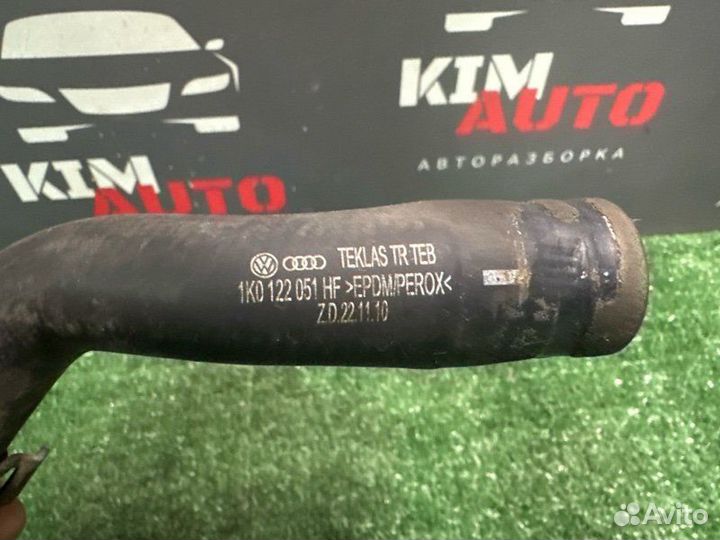 KIM
AUTO
АВТОРАЗБОРКА
KIM
AUTO
TEKLAS TR TEB
1K0 122 051 HF >EPDM/PEROX<
Z.D.22.11.10
Avito